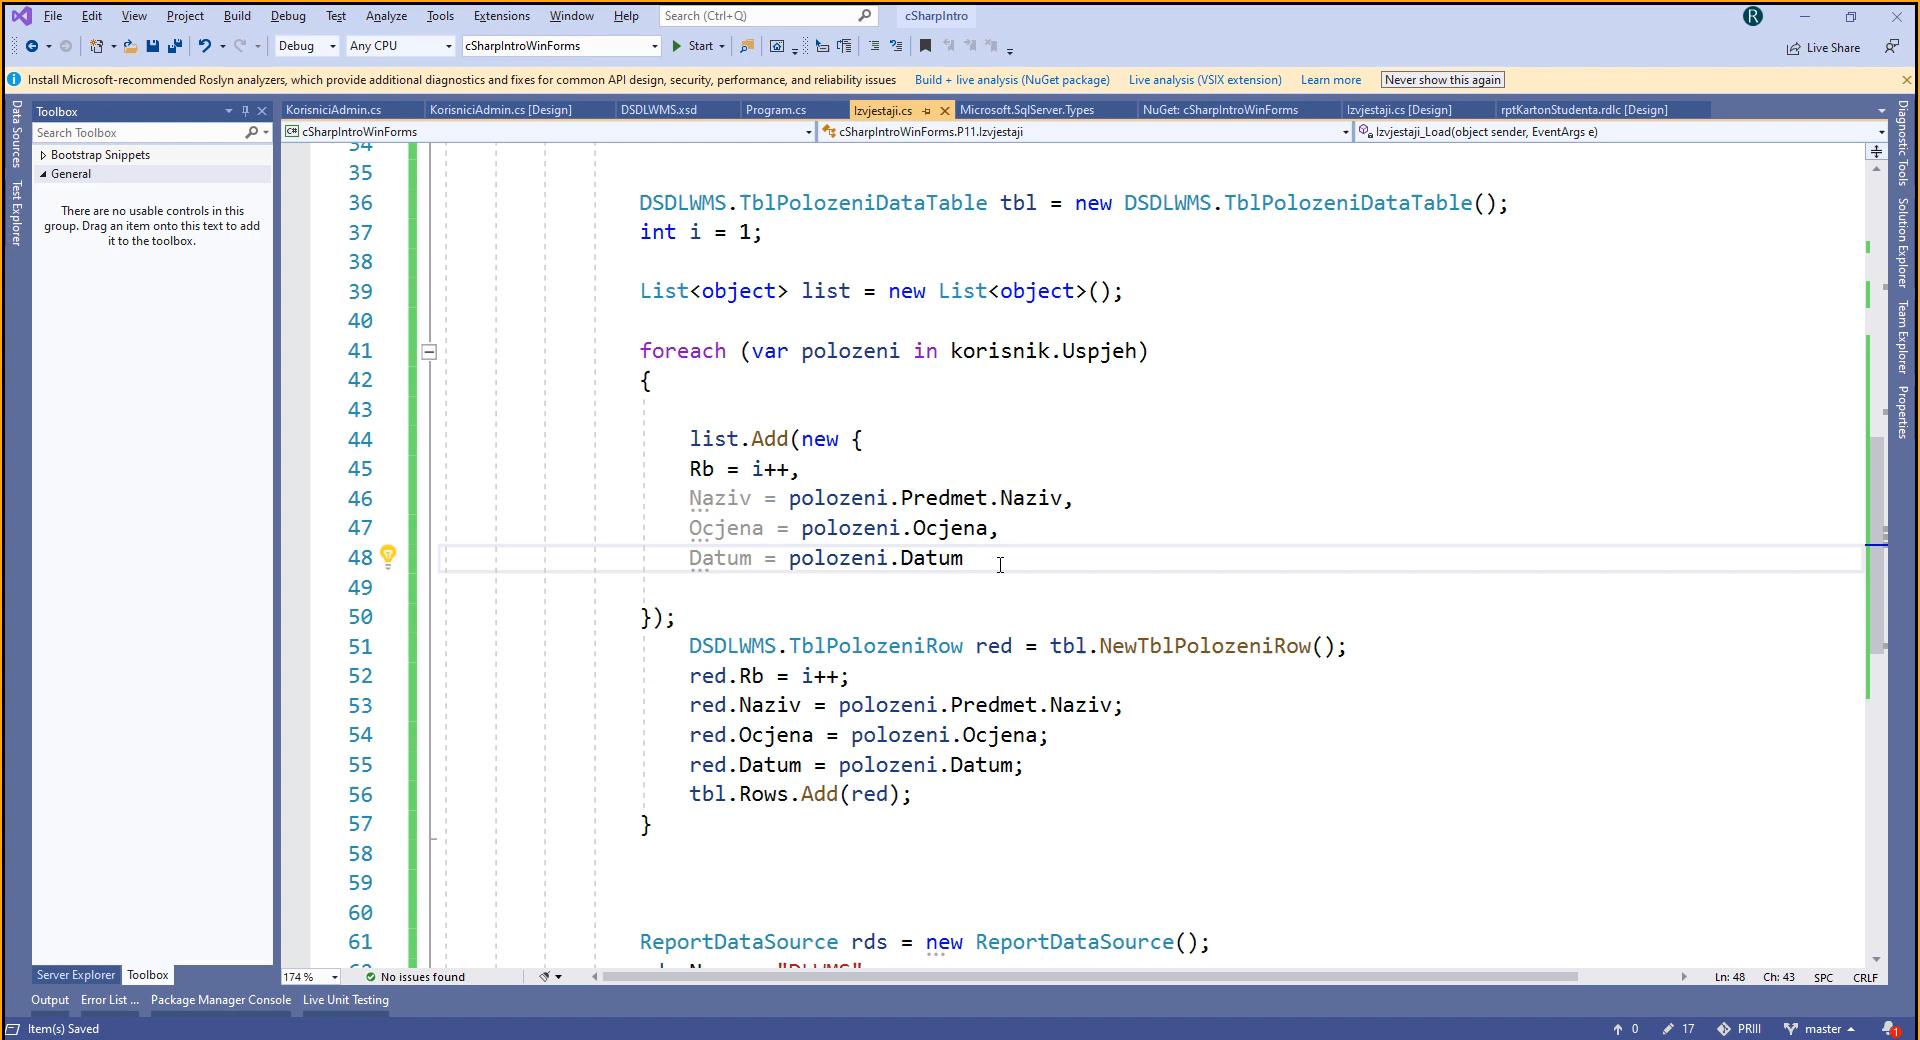 File Edit View Project Build Debug Test Analyze Tools Extensions Window Help Search (Ctrl+Q) cSharpIntro R
Debug Any CPU cSharpIntroWinForms Start Live Share
Install Microsoft-recommended Roslyn analyzers, which provide additional diagnostics and fixes for common API design, security, performance, and reliability issues Build + live analysis (NuGet package) Live analysis (VSIX extension) Learn more Never show this again
Data Sources
Test Explorer
Toolbox
Search Toolbox
Bootstrap Snippets
General
There are no usable controls in this
group. Drag an item onto this text to add
it to the toolbox.
Server Explorer Toolbox
KorisniciAdmin.cs KorisniciAdmin.cs [Design] DSDLWMS.xsd Program.cs Izvjestaji.cs Microsoft.SqlServer.Types NuGet: cSharpIntroWinForms Izvjestaji.cs [Design] rptKartonStudenta.rdlc [Design]
cSharpIntroWinForms cSharpIntroWinForms.P11.Izvjestaji Izvjestaji_Load(object sender, EventArgs e)
34
35
36 DSDLWMS.TblPolozeniDataTable tbl = new DSDLWMS.TblPolozeniDataTable();
37 int i = 1;
38
39 List<object> list = new List<object>();
40
41 foreach (var polozeni in korisnik.Uspjeh)
42 {
43
44 list.Add(new {
45 Rb = i++,
46 Naziv = polozeni.Predmet.Naziv,
47 Ocjena = polozeni.Ocjena,
48 Datum = polozeni.Datum
49
50 });
51 DSDLWMS.TblPolozeniRow red = tbl.NewTblPolozeniRow();
52 red.Rb = i++;
53 red.Naziv = polozeni.Predmet.Naziv;
54 red.Ocjena = polozeni.Ocjena;
55 red.Datum = polozeni.Datum;
56 tbl.Rows.Add(red);
57 }
58
59
60
61 ReportDataSource rds = new ReportDataSource();
174 % No issues found Ln: 48 Ch: 43 SPC CRLF
Diagnostic Tools
Solution Explorer
Team Explorer
Properties
Output Error List ... Package Manager Console Live Unit Testing
Item(s) Saved 0 17 PRIII master 1